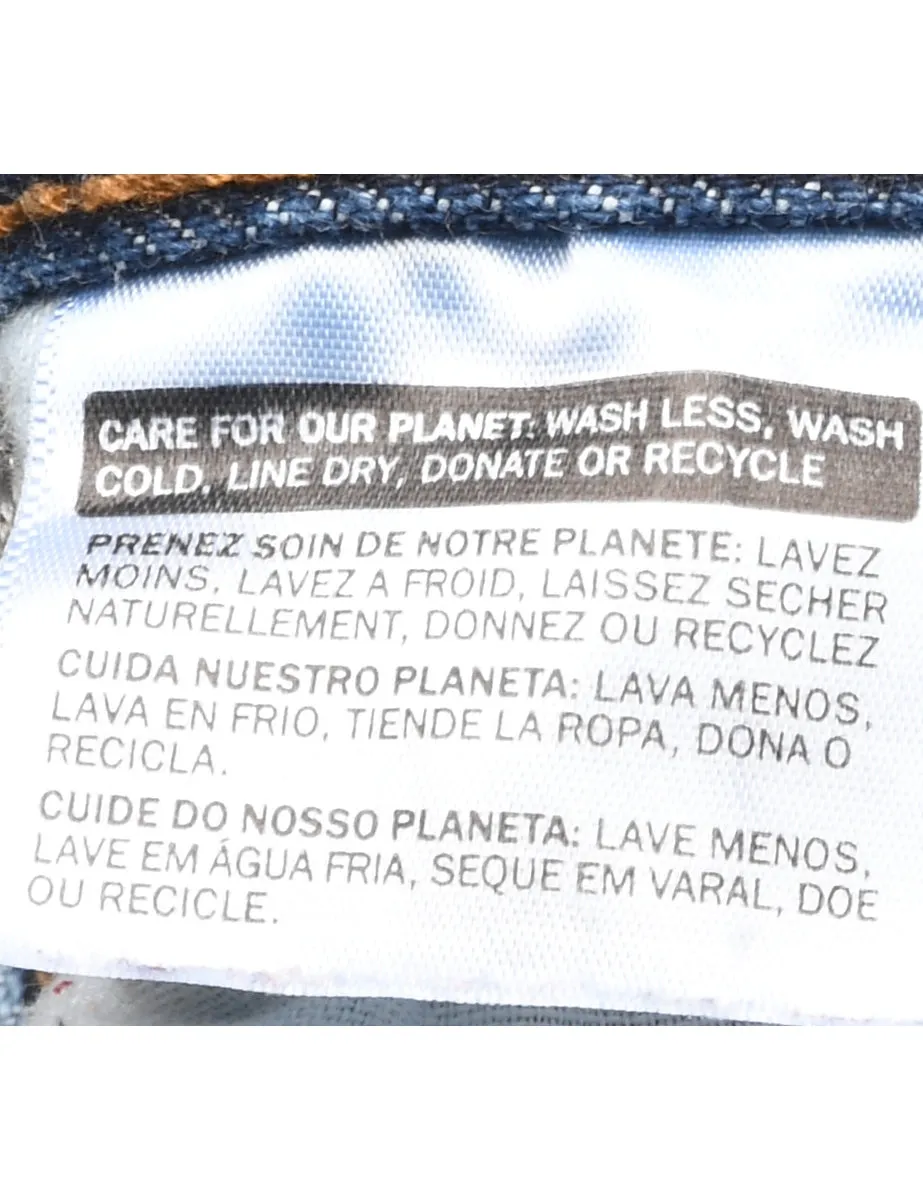 CARE FOR OUR PLANET: WASH LESS, WASH
COLD, LINE DRY, DONATE OR RECYCLE
PRENEZ SOIN DE NOTRE PLANETE: LAVEZ
MOINS, LAVEZ A FROID, LAISSEZ SECHER
NATURELLEMENT, DONNEZ OU RECYCLEZ
CUIDA NUESTRO PLANETA: LAVA MENOS,
LAVA EN FRIO, TIENDE LA ROPA, DONA O
RECICLA.
CUIDE DO NOSSO PLANETA: LAVE MENOS,
LAVE EM ÁGUA FRIA, SEQUE EM VARAL, DOE
OU RECICLE.